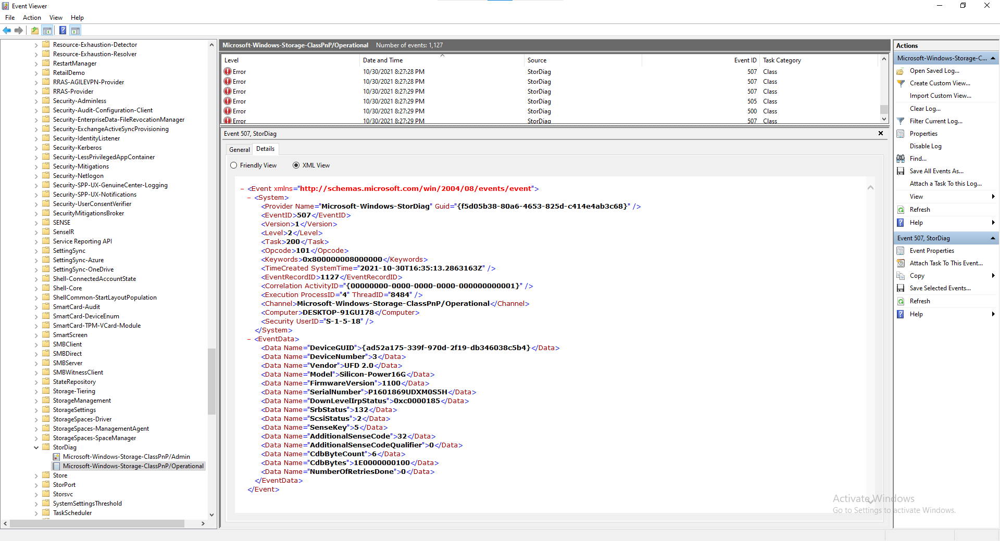 Event Viewer
File Action View Help
Resource-Exhaustion-Detector
Resource-Exhaustion-Resolver
RestartManager
RetailDemo
RRAS-AGILEVPN-Provider
RRAS-Provider
Security-Adminless
Security-Audit-Configuration-Client
Security-EnterpriseData-FileRevocationManager
Security-ExchangeActiveSyncProvisioning
Security-IdentityListener
Security-Kerberos
Security-LessPrivilegedAppContainer
Security-Mitigations
Security-Netlogon
Security-SPP-UX-GenuineCenter-Logging
Security-SPP-UX-Notifications
Security-UserConsentVerifier
SecurityMitigationsBroker
SENSE
SenseIR
Service Reporting API
SettingSync
SettingSync-Azure
SettingSync-OneDrive
Shell-ConnectedAccountState
Shell-Core
ShellCommon-StartLayoutPopulation
SmartCard-Audit
SmartCard-DeviceEnum
SmartCard-TPM-VCard-Module
SmartScreen
SMBClient
SMBDirect
SMBServer
SMBWitnessClient
StateRepository
Storage-Tiering
StorageManagement
StorageSettings
StorageSpaces-Driver
StorageSpaces-ManagementAgent
StorageSpaces-SpaceManager
StorDiag
Microsoft-Windows-Storage-ClassPnP/Admin
Microsoft-Windows-Storage-ClassPnP/Operational
Store
StorPort
Storsvc
SystemSettingsThreshold
TaskScheduler
Microsoft-Windows-Storage-ClassPnP/Operational Number of events: 1,127
Level Date and Time Source Event ID Task Category
Error 10/30/2021 8:27:28 PM StorDiag 507 Class
Error 10/30/2021 8:27:28 PM StorDiag 507 Class
Error 10/30/2021 8:27:29 PM StorDiag 507 Class
Error 10/30/2021 8:27:29 PM StorDiag 505 Class
Error 10/30/2021 8:27:29 PM StorDiag 500 Class
Error 10/30/2021 8:27:29 PM StorDiag 507 Class
Event 507, StorDiag
General Details
Friendly View XML View
- <Event xmlns="http://schemas.microsoft.com/win/2004/08/events/event">
- <System>
<Provider Name="Microsoft-Windows-StorDiag" Guid="{f5d05b38-80a6-4653-825d-c414e4ab3c68}" />
<EventID>507</EventID>
<Version>1</Version>
<Level>2</Level>
<Task>200</Task>
<Opcode>101</Opcode>
<Keywords>0x800000008000000</Keywords>
<TimeCreated SystemTime="2021-10-30T16:35:13.2863163Z" />
<EventRecordID>1127</EventRecordID>
<Correlation ActivityID="{00000000-0000-0000-0000-000000000001}" />
<Execution ProcessID="4" ThreadID="8484" />
<Channel>Microsoft-Windows-Storage-ClassPnP/Operational</Channel>
<Computer>DESKTOP-91GU178</Computer>
<Security UserID="S-1-5-18" />
</System>
- <EventData>
<Data Name="DeviceGUID">{ad52a175-339f-970d-2f19-db346038c5b4}</Data>
<Data Name="DeviceNumber">3</Data>
<Data Name="Vendor">UFD 2.0</Data>
<Data Name="Model">Silicon-Power16G</Data>
<Data Name="FirmwareVersion">1100</Data>
<Data Name="SerialNumber">P1601869UDXM0S5H</Data>
<Data Name="DownLevelIrpStatus">0xc0000185</Data>
<Data Name="SrbStatus">132</Data>
<Data Name="ScsiStatus">2</Data>
<Data Name="SenseKey">5</Data>
<Data Name="AdditionalSenseCode">32</Data>
<Data Name="AdditionalSenseCodeQualifier">0</Data>
<Data Name="CdbByteCount">6</Data>
<Data Name="CdbBytes">1E0000000100</Data>
<Data Name="NumberOfRetriesDone">0</Data>
</EventData>
</Event>
Actions
Microsoft-Windows-Storage-C...
Open Saved Log...
Create Custom View...
Import Custom View...
Clear Log...
Filter Current Log...
Properties
Disable Log
Find...
Save All Events As...
Attach a Task To this Log...
View
Refresh
Help
Event 507, StorDiag
Event Properties
Attach Task To This Event...
Copy
Save Selected Events...
Refresh
Help
Activate Windows
Go to Settings to activate Windows.